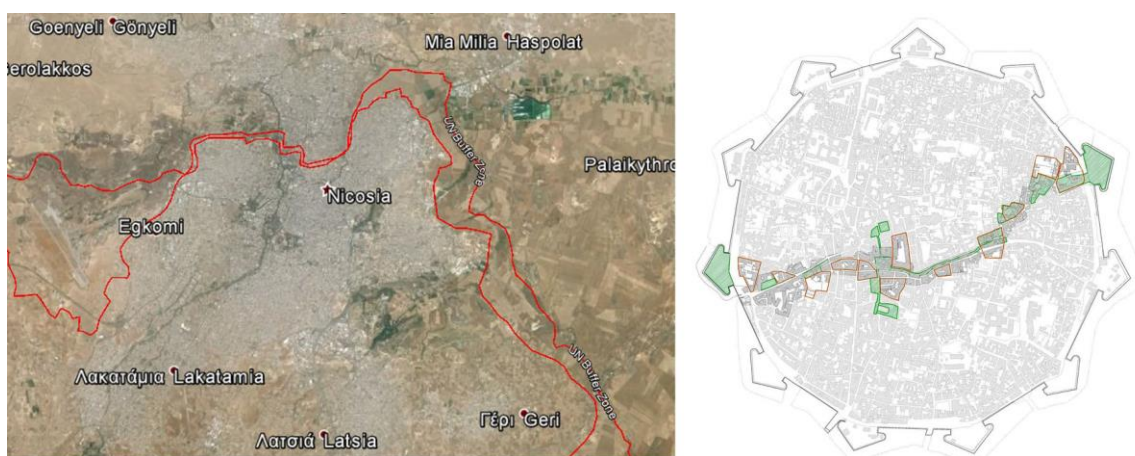 Goenyeli Gönyeli
Mia Milia Haspolat
Gerolakkos
UN Buffer Zone
Palaikythro
Nicosia
Egkomi
UN Buffer Zone
Λακατάμια Lakatamia
Γέρι Geri
Λατσιά Latsia